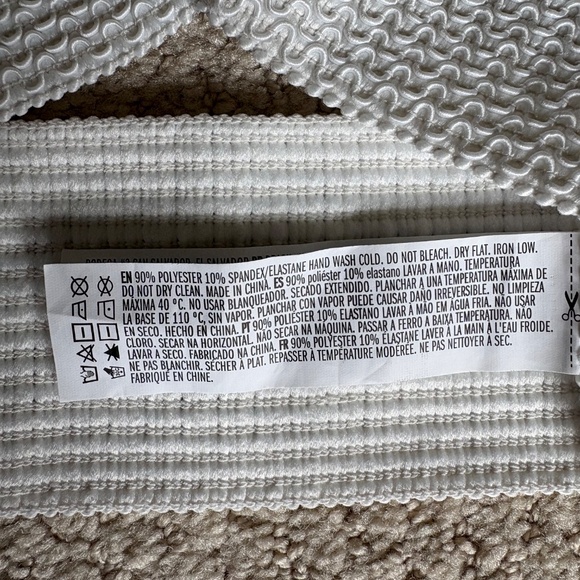 EN 90% POLYESTER 10% SPANDEX/ELASTANE HAND WASH COLD. DO NOT BLEACH. DRY FLAT. IRON LOW.
DO NOT DRY CLEAN. MADE IN CHINA. ES 90% poliéster 10% elastano LAVAR A MANO. TEMPERATURA
MÁXIMA 40 °C. NO USAR BLANQUEADOR. SECADO EXTENDIDO. PLANCHAR A UNA TEMPERATURA MÁXIMA DE
LA BASE DE 110 °C, SIN VAPOR. PLANCHAR CON VAPOR PUEDE CAUSAR DAÑO IRREVERSIBLE. NO LIMPIEZA
EN SECO. HECHO EN CHINA. PT 90% POLIÉSTER 10% ELASTANO LAVAR À MÃO EM ÁGUA FRIA. NÃO USAR
CLORO. SECAR NA HORIZONTAL. NÃO SECAR NA MÁQUINA. PASSAR A FERRO A BAIXA TEMPERATURA. NÃO
LAVAR A SECO. FABRICADO NA CHINA. FR 90% POLYESTER 10% ÉLASTANE LAVER À LA MAIN À L'EAU FROIDE.
NE PAS BLANCHIR. SÉCHER À PLAT. REPASSER À TEMPÉRATURE MODÉRÉE. NE PAS NETTOYER À SEC.
FABRIQUÉ EN CHINE.